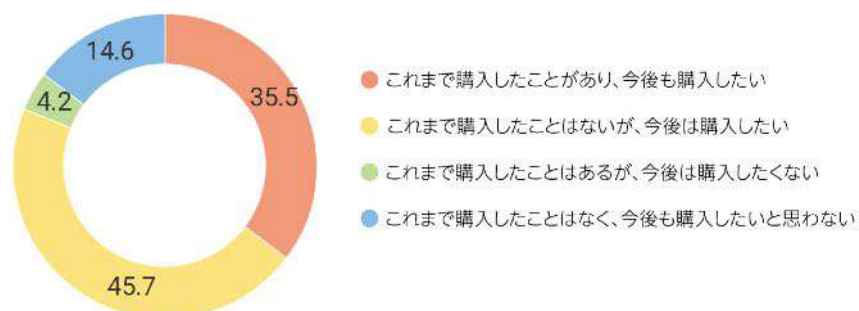 14.6
35.5
4.2
45.7
これまで購入したことがあり、今後も購入したい
これまで購入したことはないが、今後は購入したい
これまで購入したことはあるが、今後は購入したくない
これまで購入したことはなく、今後も購入したいと思わない